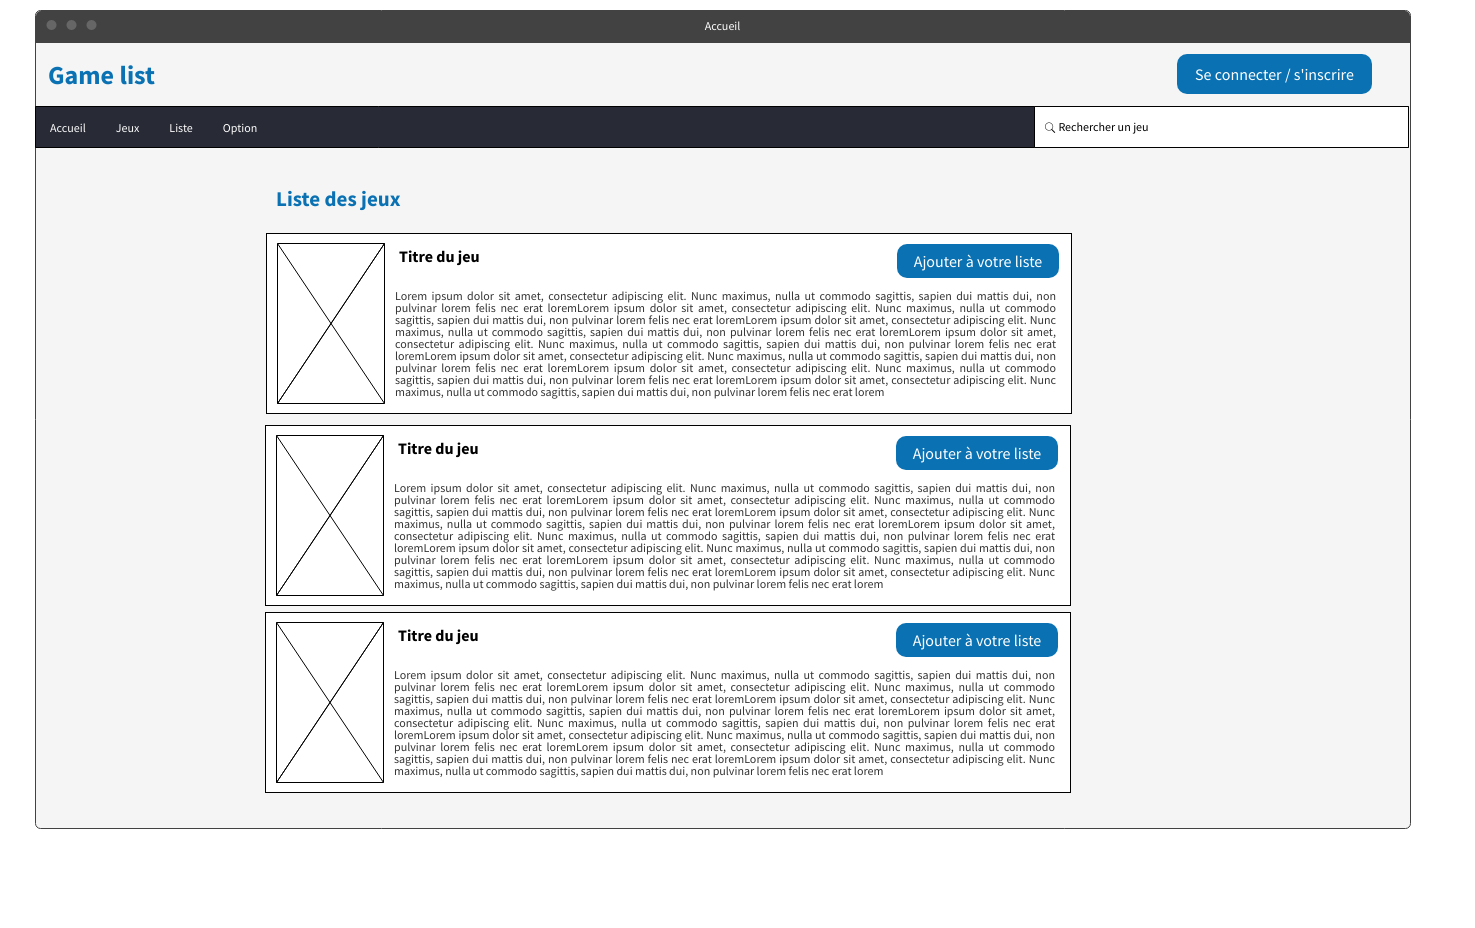 Accueil
Game list
Se connecter / s'inscrire
Accueil
Jeux
Liste
Option
Rechercher un jeu
Liste des jeux
Titre du jeu
Ajouter à votre liste
Lorem ipsum dolor sit amet, consectetur adipiscing elit. Nunc maximus, nulla ut commodo sagittis, sapien dui mattis dui, non
pulvinar lorem felis nec erat loremLorem ipsum dolor sit amet, consectetur adipiscing elit. Nunc maximus, nulla ut commodo
sagittis, sapien dui mattis dui, non pulvinar lorem felis nec erat loremLorem ipsum dolor sit amet, consectetur adipiscing elit. Nunc
maximus, nulla ut commodo sagittis, sapien dui mattis dui, non pulvinar lorem felis nec erat loremLorem ipsum dolor sit amet,
consectetur adipiscing elit. Nunc maximus, nulla ut commodo sagittis, sapien dui mattis dui, non pulvinar lorem felis nec erat
loremLorem ipsum dolor sit amet, consectetur adipiscing elit. Nunc maximus, nulla ut commodo sagittis, sapien dui mattis dui, non
pulvinar lorem felis nec erat loremLorem ipsum dolor sit amet, consectetur adipiscing elit. Nunc maximus, nulla ut commodo
sagittis, sapien dui mattis dui, non pulvinar lorem felis nec erat loremLorem ipsum dolor sit amet, consectetur adipiscing elit. Nunc
maximus, nulla ut commodo sagittis, sapien dui mattis dui, non pulvinar lorem felis nec erat lorem
Titre du jeu
Ajouter à votre liste
Lorem ipsum dolor sit amet, consectetur adipiscing elit. Nunc maximus, nulla ut commodo sagittis, sapien dui mattis dui, non
pulvinar lorem felis nec erat loremLorem ipsum dolor sit amet, consectetur adipiscing elit. Nunc maximus, nulla ut commodo
sagittis, sapien dui mattis dui, non pulvinar lorem felis nec erat loremLorem ipsum dolor sit amet, consectetur adipiscing elit. Nunc
maximus, nulla ut commodo sagittis, sapien dui mattis dui, non pulvinar lorem felis nec erat loremLorem ipsum dolor sit amet,
consectetur adipiscing elit. Nunc maximus, nulla ut commodo sagittis, sapien dui mattis dui, non pulvinar lorem felis nec erat
loremLorem ipsum dolor sit amet, consectetur adipiscing elit. Nunc maximus, nulla ut commodo sagittis, sapien dui mattis dui, non
pulvinar lorem felis nec erat loremLorem ipsum dolor sit amet, consectetur adipiscing elit. Nunc maximus, nulla ut commodo
sagittis, sapien dui mattis dui, non pulvinar lorem felis nec erat loremLorem ipsum dolor sit amet, consectetur adipiscing elit. Nunc
maximus, nulla ut commodo sagittis, sapien dui mattis dui, non pulvinar lorem felis nec erat lorem
Titre du jeu
Ajouter à votre liste
Lorem ipsum dolor sit amet, consectetur adipiscing elit. Nunc maximus, nulla ut commodo sagittis, sapien dui mattis dui, non
pulvinar lorem felis nec erat loremLorem ipsum dolor sit amet, consectetur adipiscing elit. Nunc maximus, nulla ut commodo
sagittis, sapien dui mattis dui, non pulvinar lorem felis nec erat loremLorem ipsum dolor sit amet, consectetur adipiscing elit. Nunc
maximus, nulla ut commodo sagittis, sapien dui mattis dui, non pulvinar lorem felis nec erat loremLorem ipsum dolor sit amet,
consectetur adipiscing elit. Nunc maximus, nulla ut commodo sagittis, sapien dui mattis dui, non pulvinar lorem felis nec erat
loremLorem ipsum dolor sit amet, consectetur adipiscing elit. Nunc maximus, nulla ut commodo sagittis, sapien dui mattis dui, non
pulvinar lorem felis nec erat loremLorem ipsum dolor sit amet, consectetur adipiscing elit. Nunc maximus, nulla ut commodo
sagittis, sapien dui mattis dui, non pulvinar lorem felis nec erat loremLorem ipsum dolor sit amet, consectetur adipiscing elit. Nunc
maximus, nulla ut commodo sagittis, sapien dui mattis dui, non pulvinar lorem felis nec erat lorem